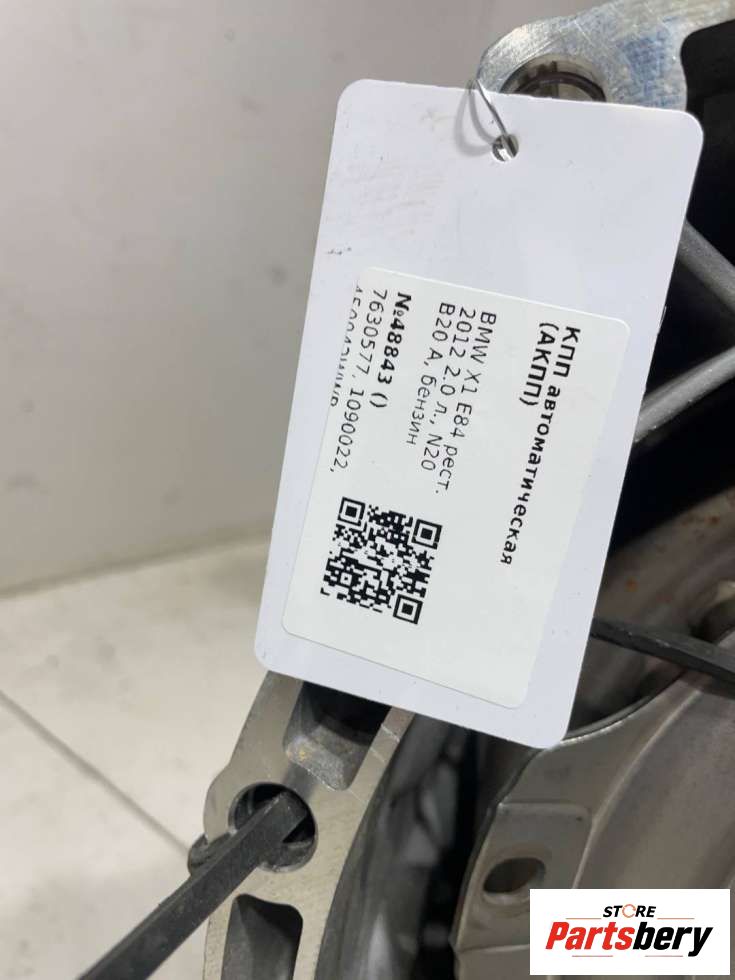 КПП автоматическая
(АКПП)
BMW X1 E84 рест.
2012 2.0 л., N20
B20 A, бензин
№48843 ()
7630577, 1090022,
STORE
Partsbery